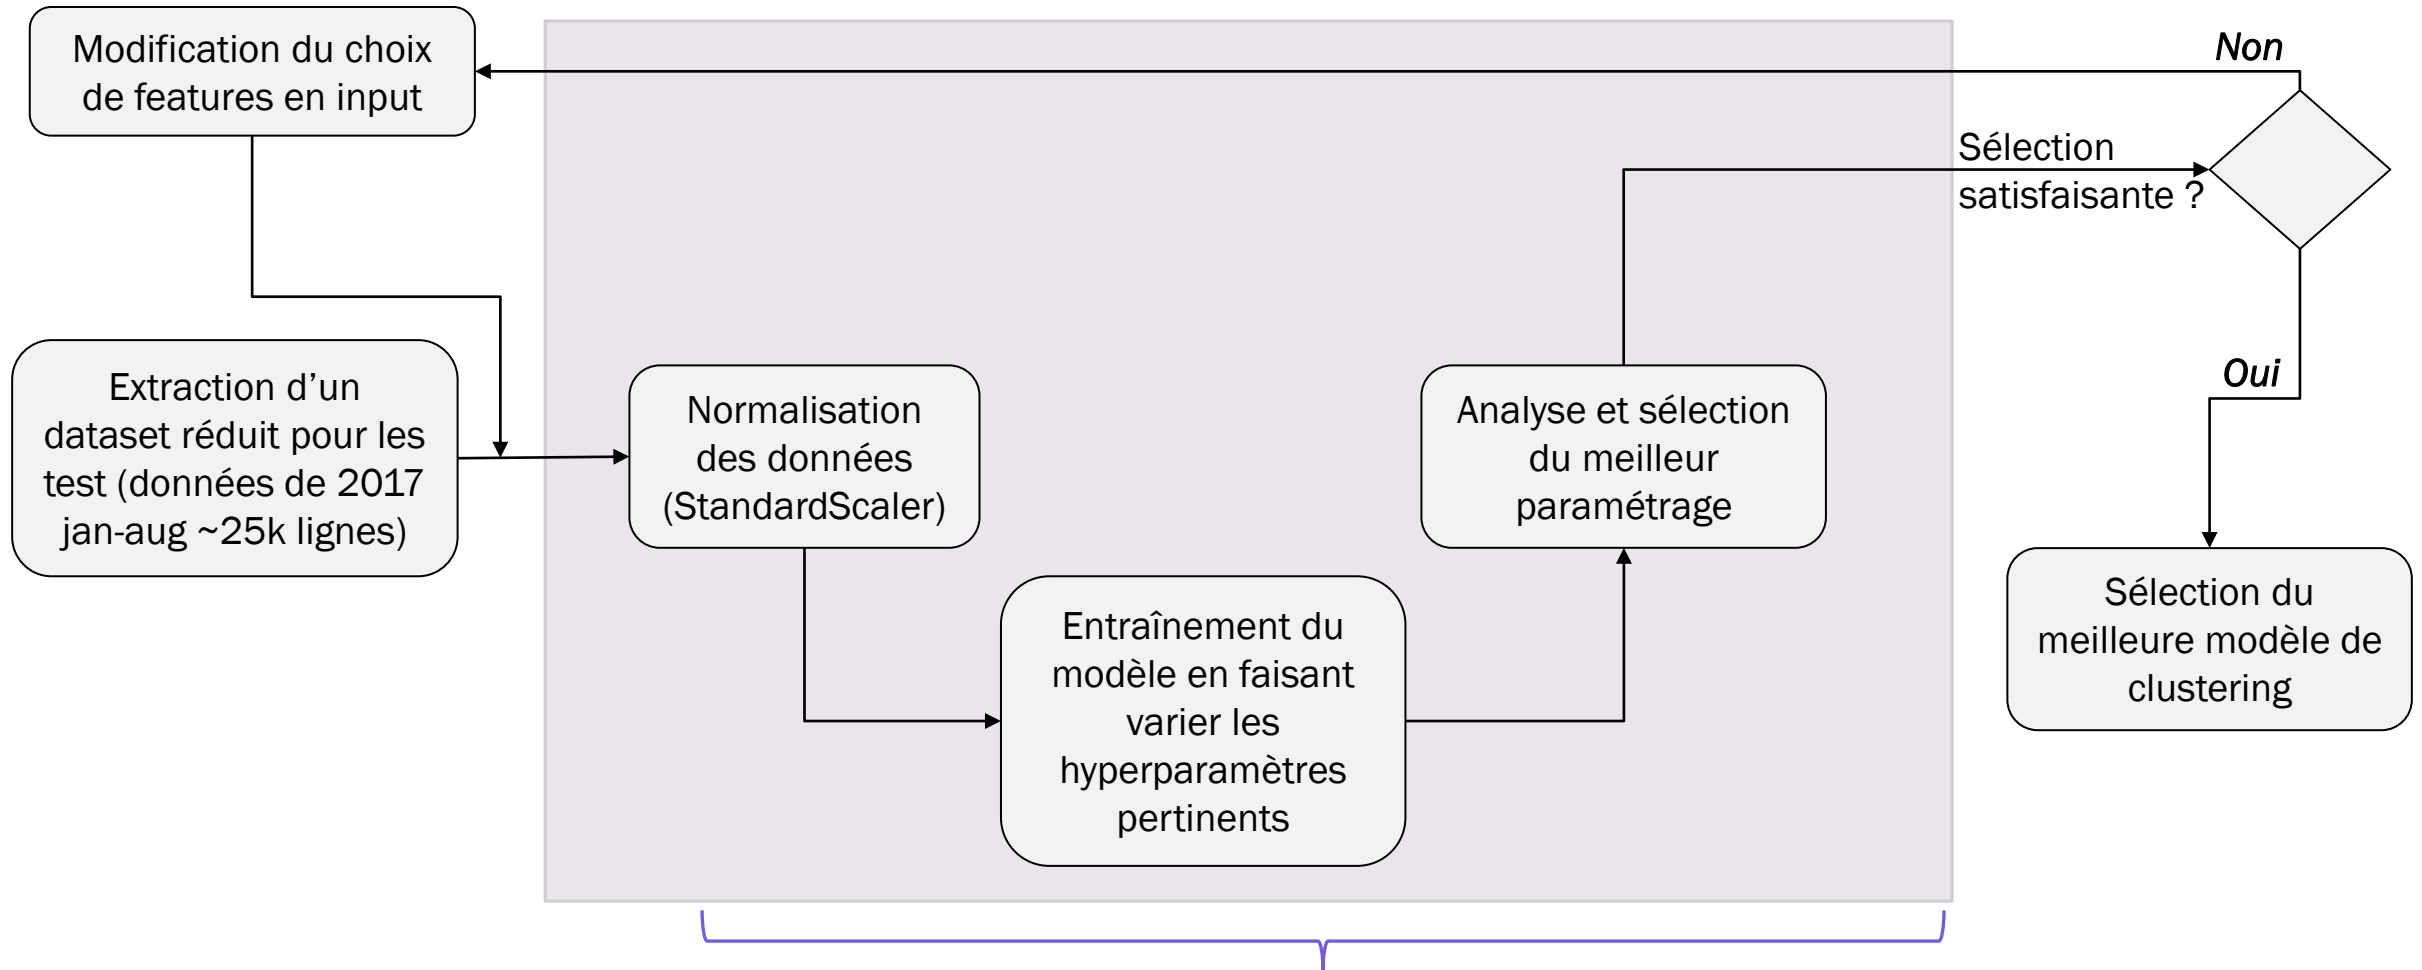 Modification du choix
de features en input
Non
Sélection
satisfaisante ?
Extraction d’un
dataset réduit pour les
test (données de 2017
jan-aug ~25k lignes)
Normalisation
des données
(StandardScaler)
Entraînement du
modèle en faisant
varier les
hyperparamètres
pertinents
Analyse et sélection
du meilleur
paramétrage
Oui
Sélection du
meilleure modèle de
clustering